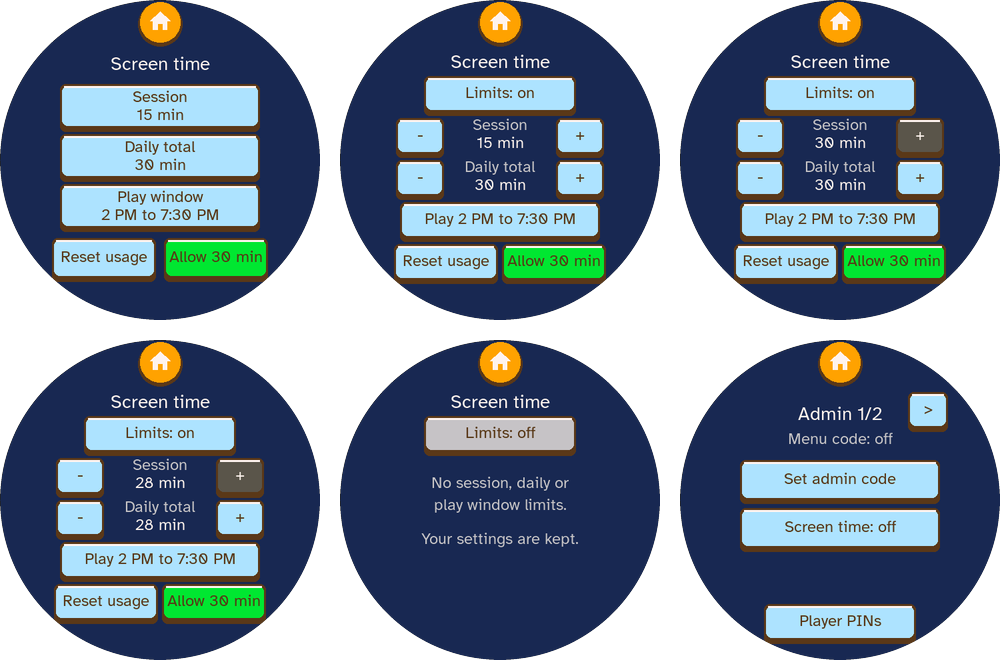 Screen time
Session
15 min
Daily total
30 min
Play window
2 PM to 7:30 PM
Reset usage
Allow 30 min
Screen time
Limits: on
-
Session
15 min
+
-
Daily total
30 min
+
Play 2 PM to 7:30 PM
Reset usage
Allow 30 min
Screen time
Limits: on
-
Session
30 min
+
-
Daily total
30 min
+
Play 2 PM to 7:30 PM
Reset usage
Allow 30 min
Screen time
Limits: on
-
Session
28 min
+
-
Daily total
28 min
+
Play 2 PM to 7:30 PM
Reset usage
Allow 30 min
Screen time
Limits: off
No session, daily or
play window limits.
Your settings are kept.
Admin 1/2
>
Menu code: off
Set admin code
Screen time: off
Player PINs